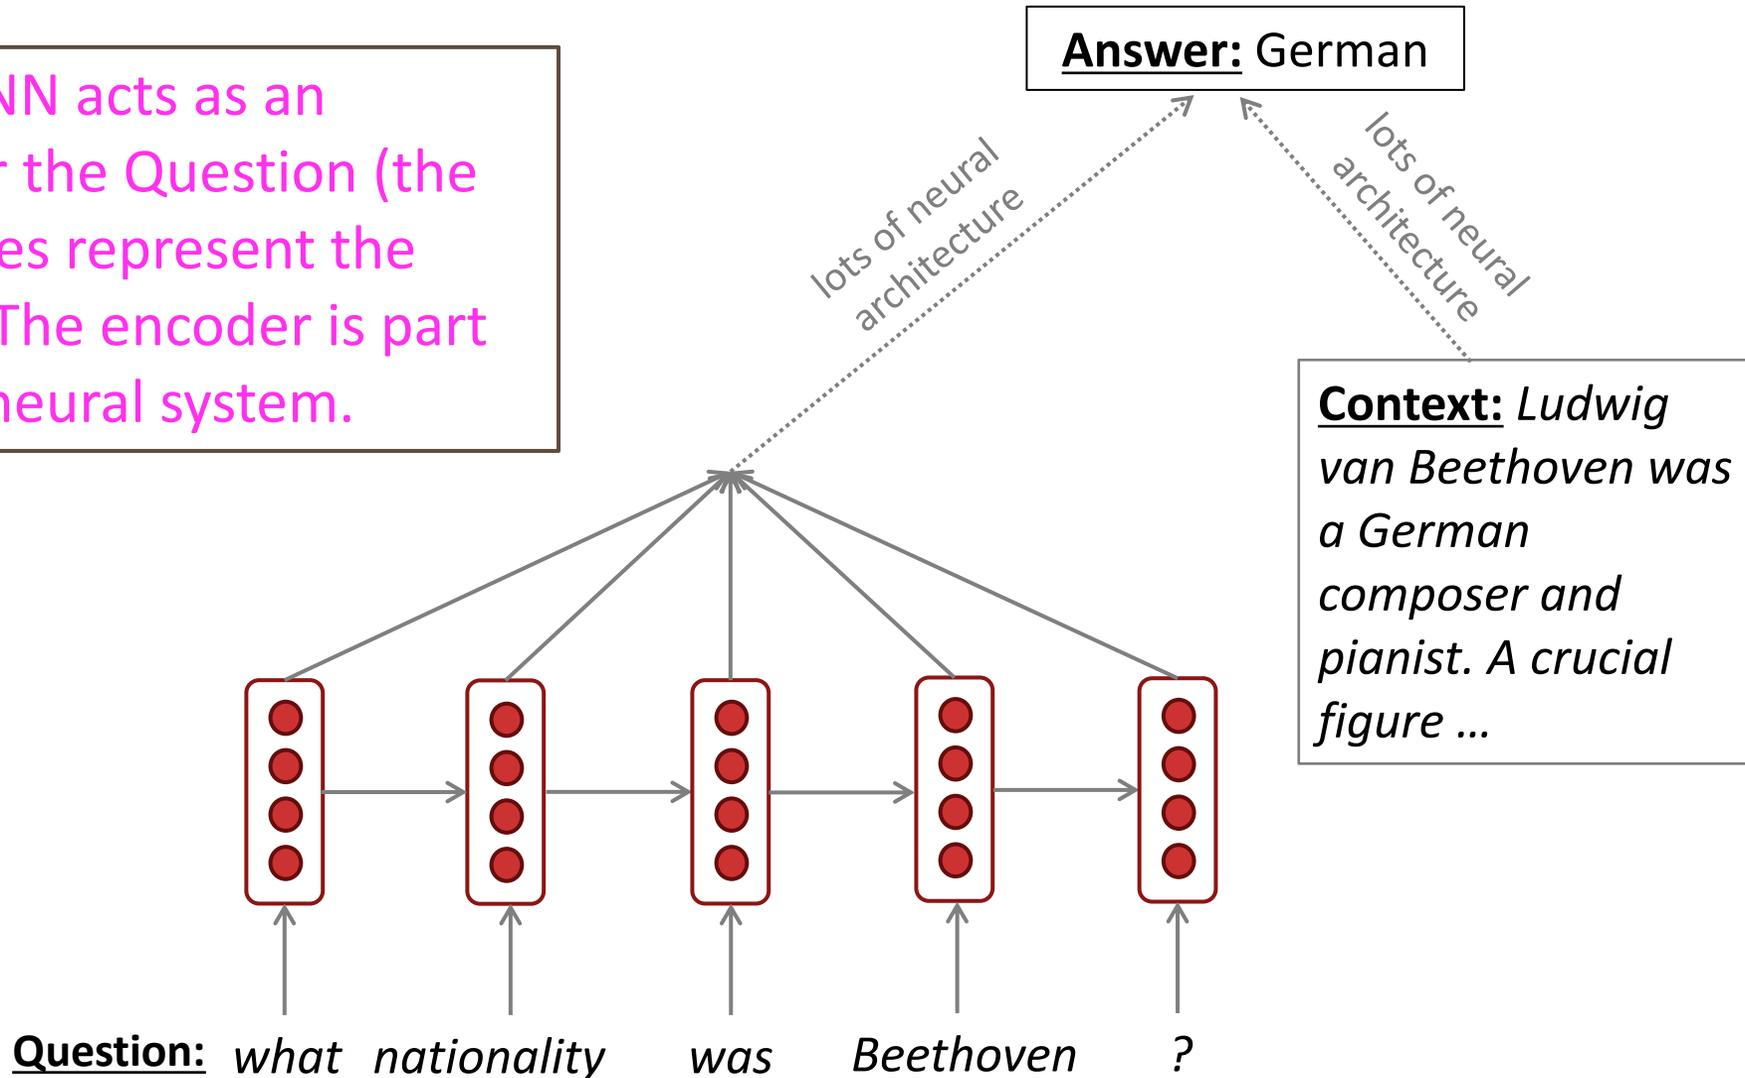 Answer: German
NN acts as an
r the Question (the
es represent the
The encoder is part
neural system.
lots of neural
architecture
lots of neural
architecture
Context: Ludwig
van Beethoven was
a German
composer and
pianist. A crucial
figure ...
Question: what nationality was Beethoven ?